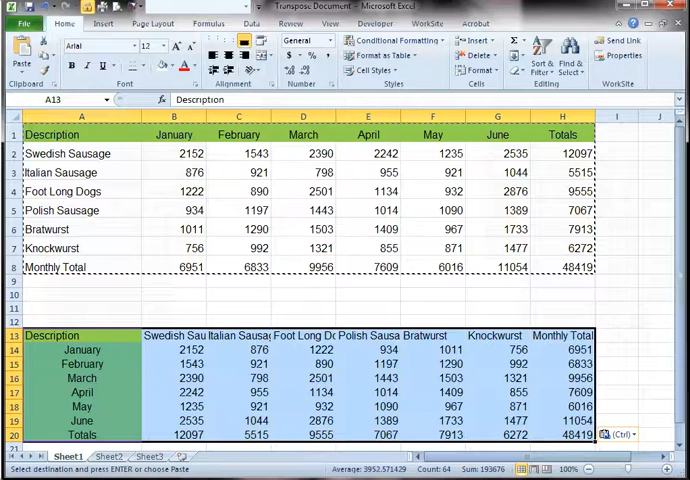 Transpose Document - Microsoft Excel
File Home Insert Page Layout Formulas Data Review View Developer WorkSite Acrobat
Arial 12 General Conditional Formatting Insert Send Link
Paste B I U Format as Table Delete Sort & Filter Find & Select Properties
Cell Styles Format
Clipboard Font Alignment Number Styles Cells Editing WorkSite
A13 fx Description
A B C D E F G H I J
1 Description January February March April May June Totals
2 Swedish Sausage 2152 1543 2390 2242 1235 2535 12097
3 Italian Sausage 876 921 798 955 921 1044 5515
4 Foot Long Dogs 1222 890 2501 1134 932 2876 9555
5 Polish Sausage 934 1197 1443 1014 1090 1389 7067
6 Bratwurst 1011 1290 1503 1409 967 1733 7913
7 Knockwurst 756 992 1321 855 871 1477 6272
8 Monthly Total 6951 6833 9956 7609 6016 11054 48419
9
10
11
12
13 Description Swedish Sau Italian Sausag Foot Long Do Polish Sausa Bratwurst Knockwurst Monthly Total
14 January 2152 876 1222 934 1011 756 6951
15 February 1543 921 890 1197 1290 992 6833
16 March 2390 798 2501 1443 1503 1321 9956
17 April 2242 955 1134 1014 1409 855 7609
18 May 1235 921 932 1090 967 871 6016
19 June 2535 1044 2876 1389 1733 1477 11054
20 Totals 12097 5515 9555 7067 7913 6272 48419 (Ctrl)
21
Sheet1 Sheet2 Sheet3
Select destination and press ENTER or choose Paste Average: 3952.571429 Count: 64 Sum: 193676 100%